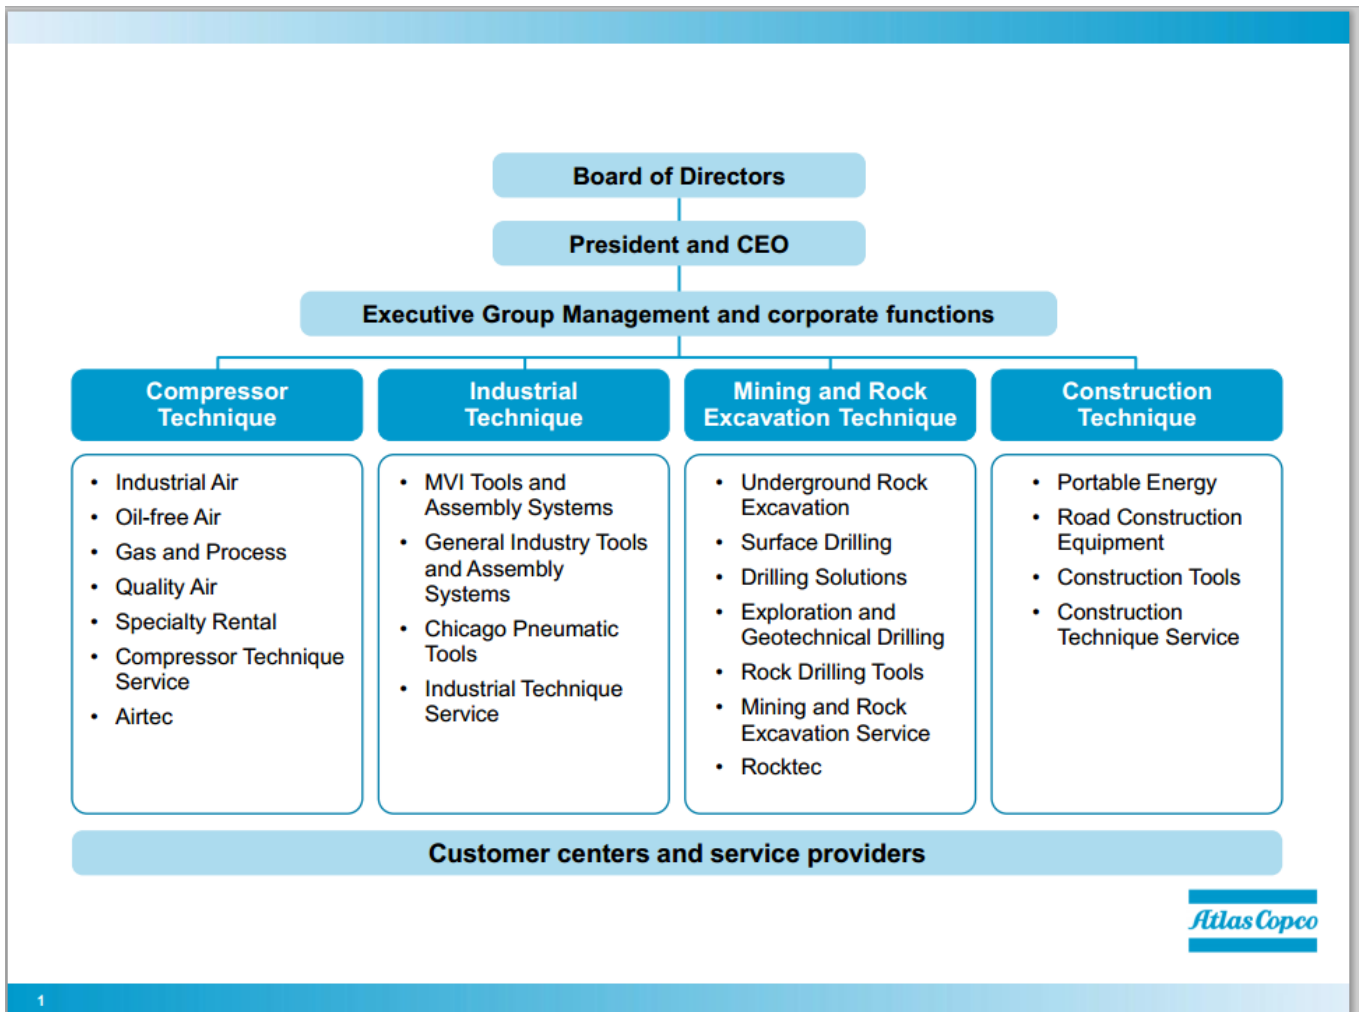 Board of Directors
President and CEO
Executive Group Management and corporate functions
Compressor
Technique
• Industrial Air
• Oil-free Air
• Gas and Process
• Quality Air
• Specialty Rental
• Compressor Technique
Service
• Airtec
Industrial
Technique
• MVI Tools and
Assembly Systems
• General Industry Tools
and Assembly
Systems
• Chicago Pneumatic
Tools
• Industrial Technique
Service
Mining and Rock
Excavation Technique
• Underground Rock
Excavation
• Surface Drilling
• Drilling Solutions
• Exploration and
Geotechnical Drilling
• Rock Drilling Tools
• Mining and Rock
Excavation Service
• Rocktec
Construction
Technique
• Portable Energy
• Road Construction
Equipment
• Construction Tools
• Construction
Technique Service
Customer centers and service providers
Atlas Copco
1